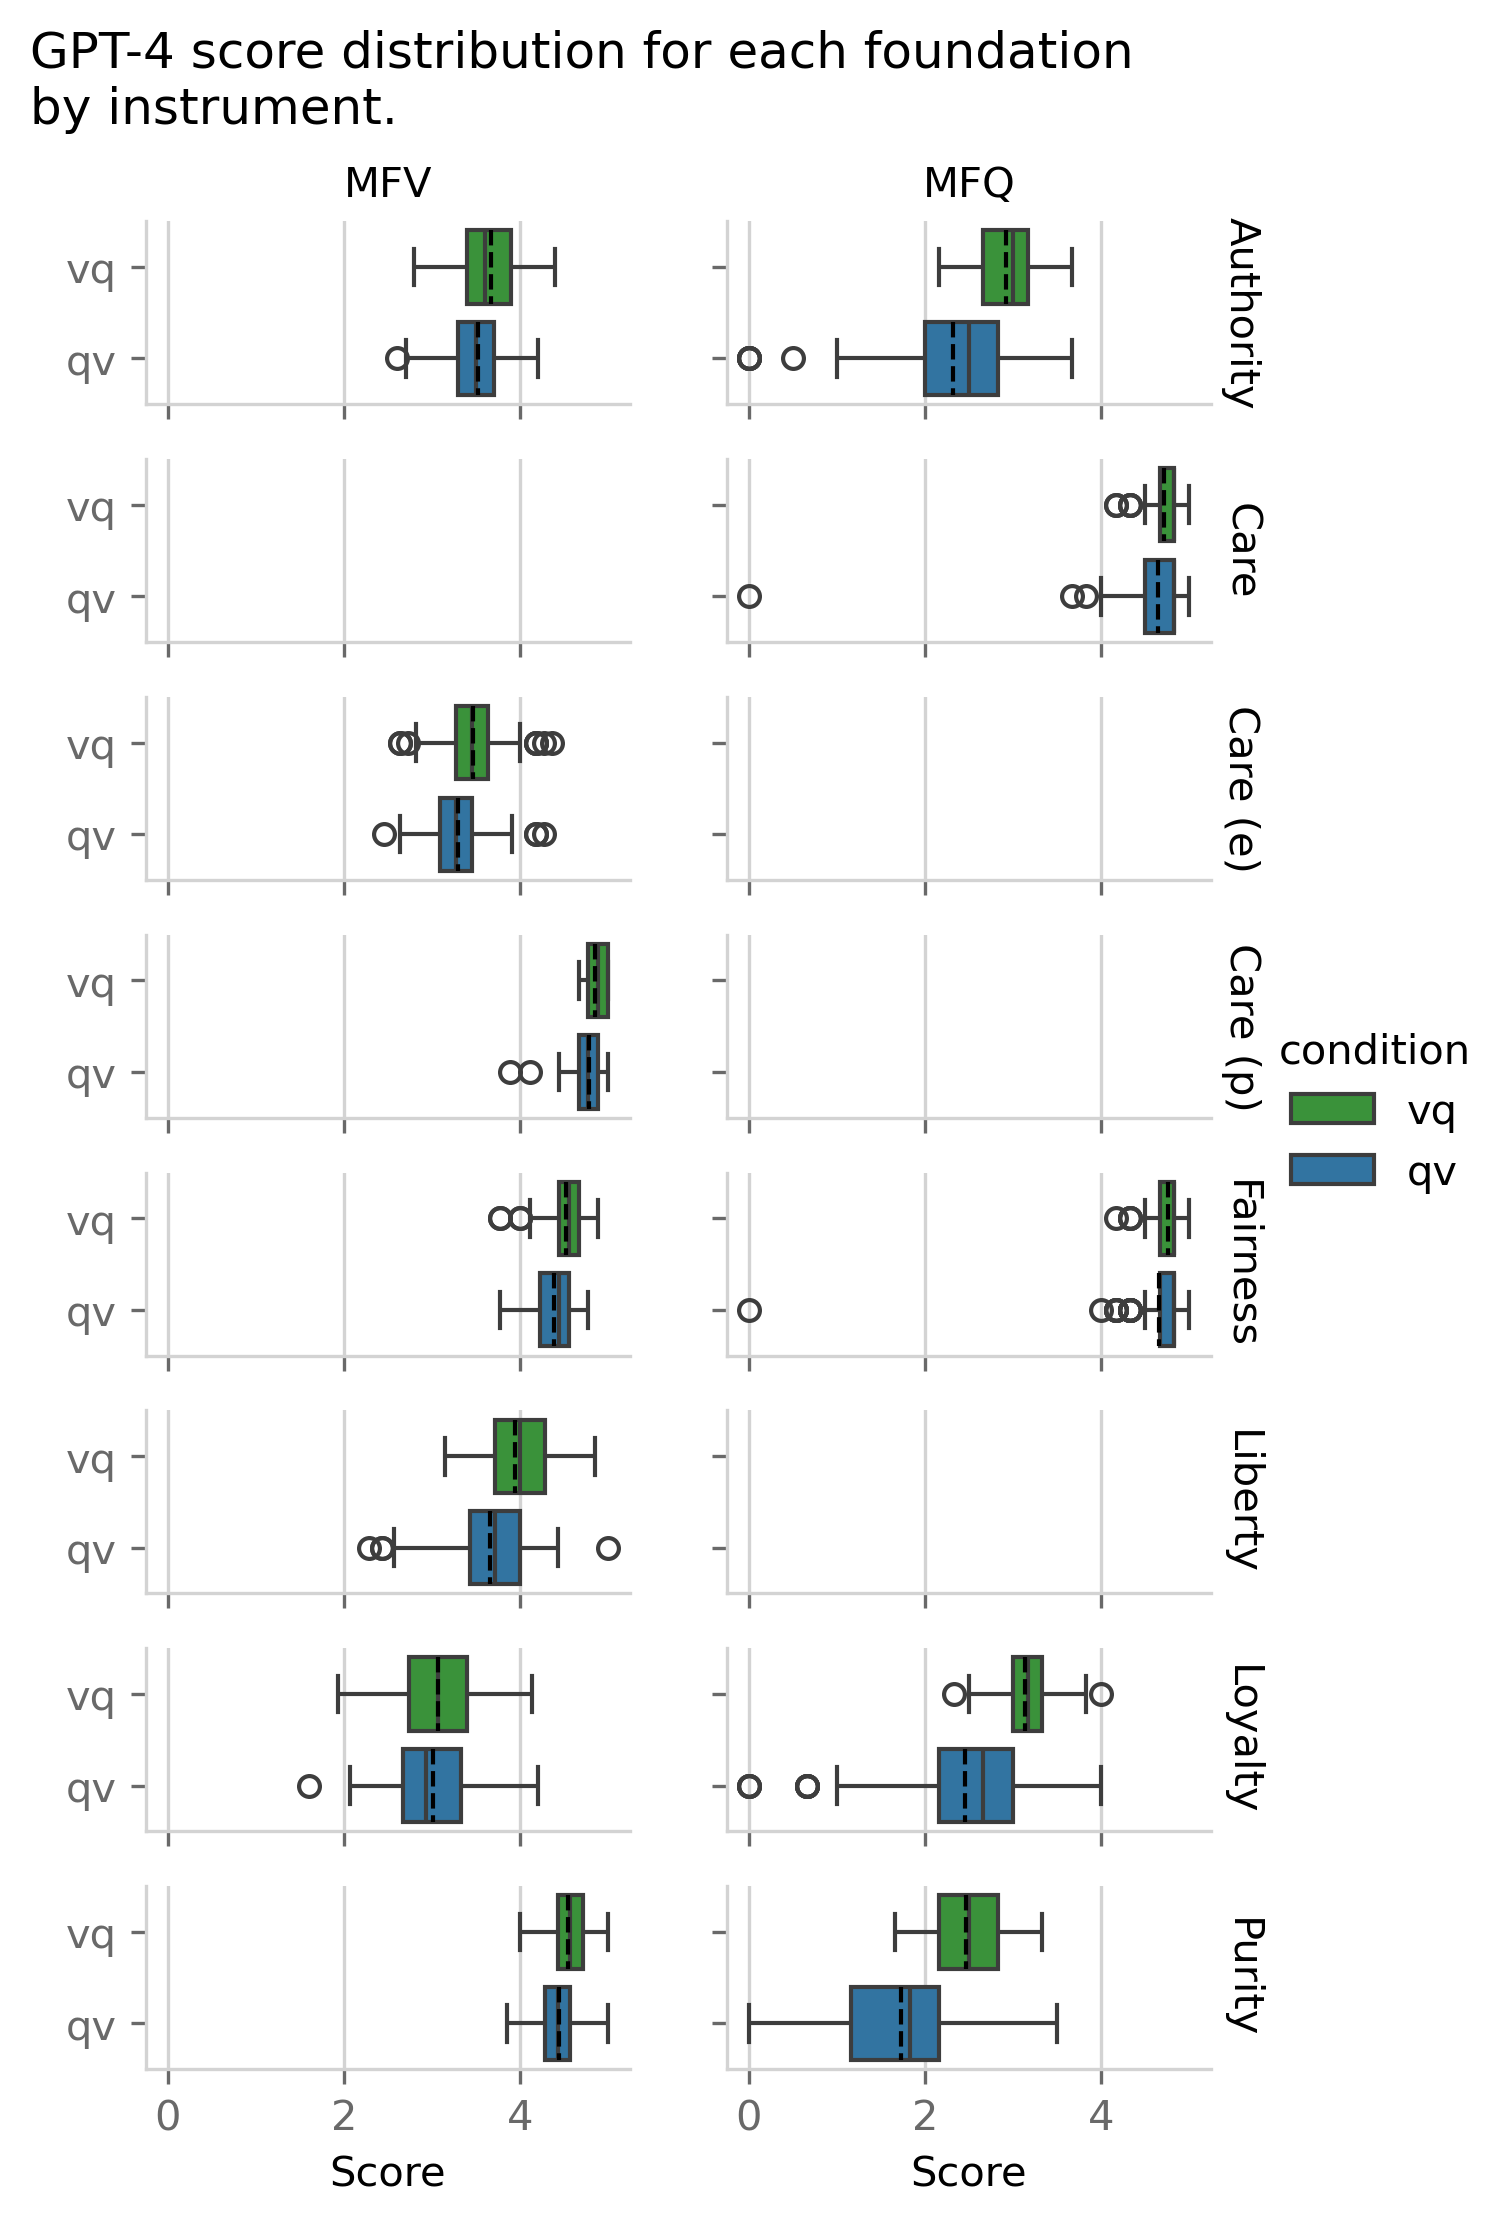 GPT-4 score distribution for each foundation
by instrument.
MFV
MFQ
vq
qv
Authority
vq
qv
Care
vq
qv
Care (e)
vq
qv
Care (p)
condition
vq
qv
vq
qv
Fairness
vq
qv
Liberty
vq
qv
Loyalty
vq
qv
Purity
0 2 4
0 2 4
Score
Score